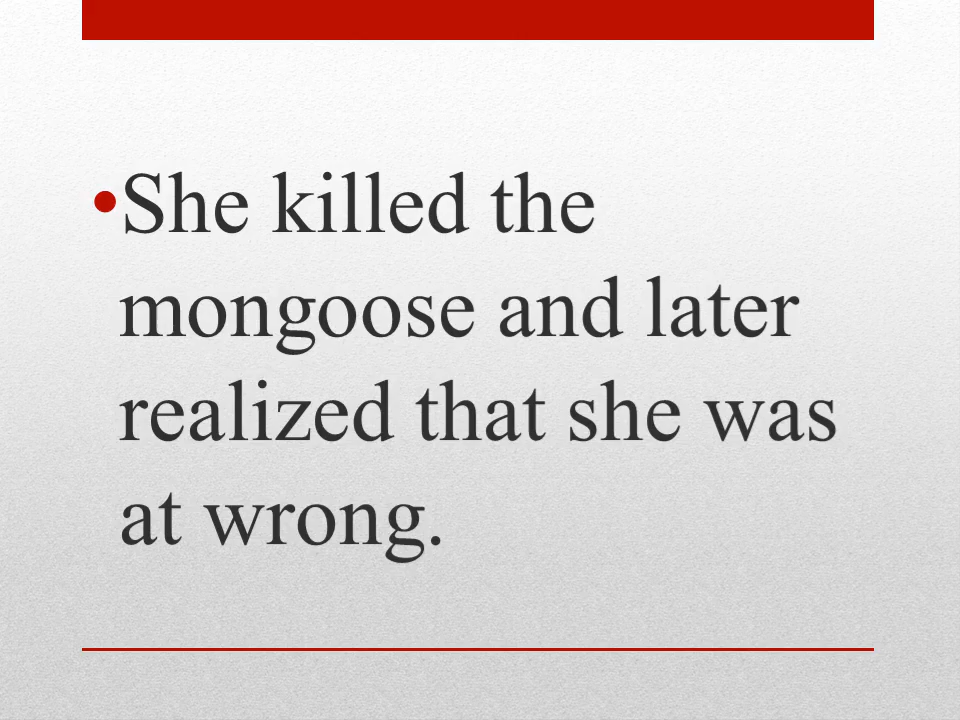 •She killed the
mongoose and later
realized that she was
at wrong.